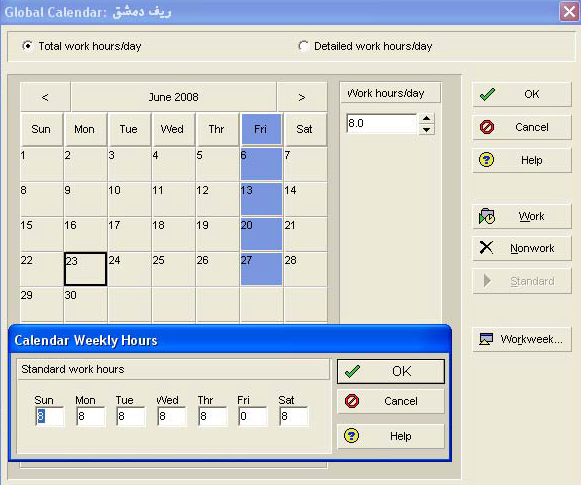 Global Calendar: ريف دمشق
Total work hours/day Detailed work hours/day
< June 2008 >
Sun Mon Tue Wed Thr Fri Sat
1 2 3 4 5 6 7
8 9 10 11 12 13 14
15 16 17 18 19 20 21
22 23 24 25 26 27 28
29 30
Work hours/day
8.0
OK
Cancel
Help
Work
Nonwork
Standard
Workweek...
Calendar Weekly Hours
Standard work hours
Sun Mon Tue Wed Thr Fri Sat
8 8 8 8 8 0 8
OK
Cancel
Help